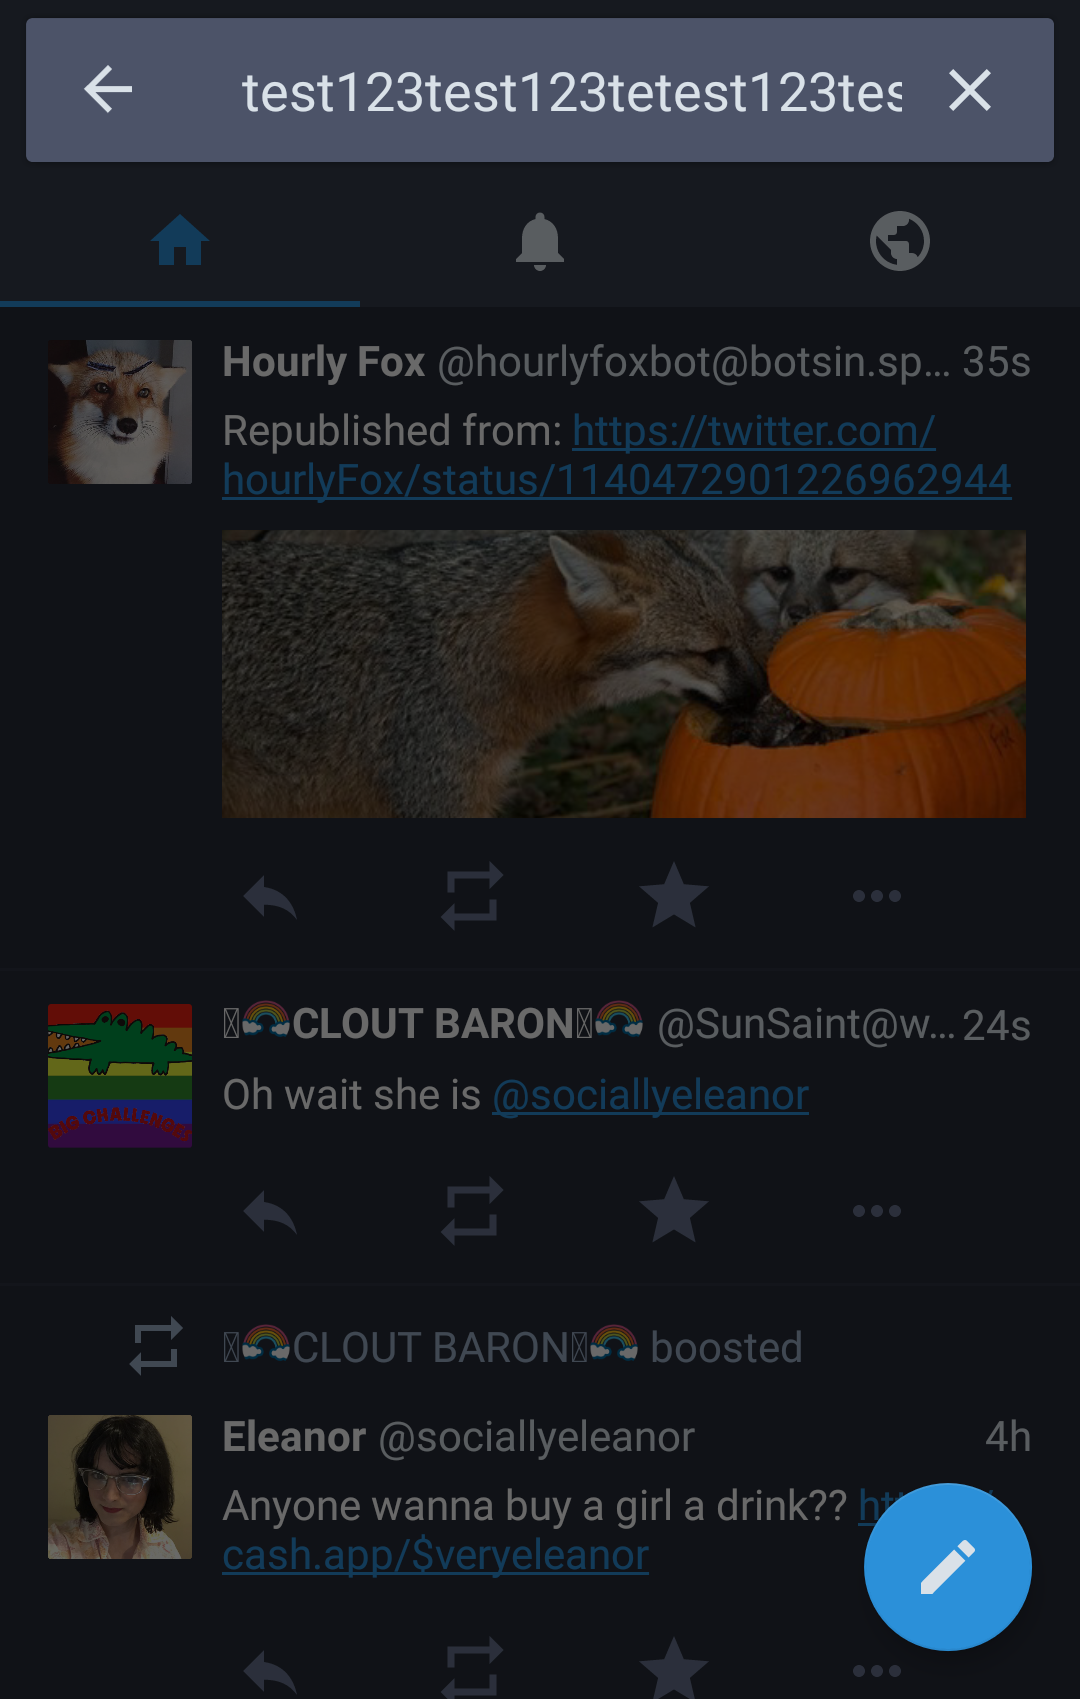 test123test123tetest123tes
Hourly Fox @hourlyfoxbot@botsin.sp... 35s
Republished from: https://twitter.com/
hourlyFox/status/1140472901226962944
🌈CLOUT BARON🌈 @SunSaint@w... 24s
Oh wait she is @sociallyeleanor
BIG CHALLENGES
🌈CLOUT BARON🌈 boosted
Eleanor @sociallyeleanor 4h
Anyone wanna buy a girl a drink??
cash.app/$veryeleanor